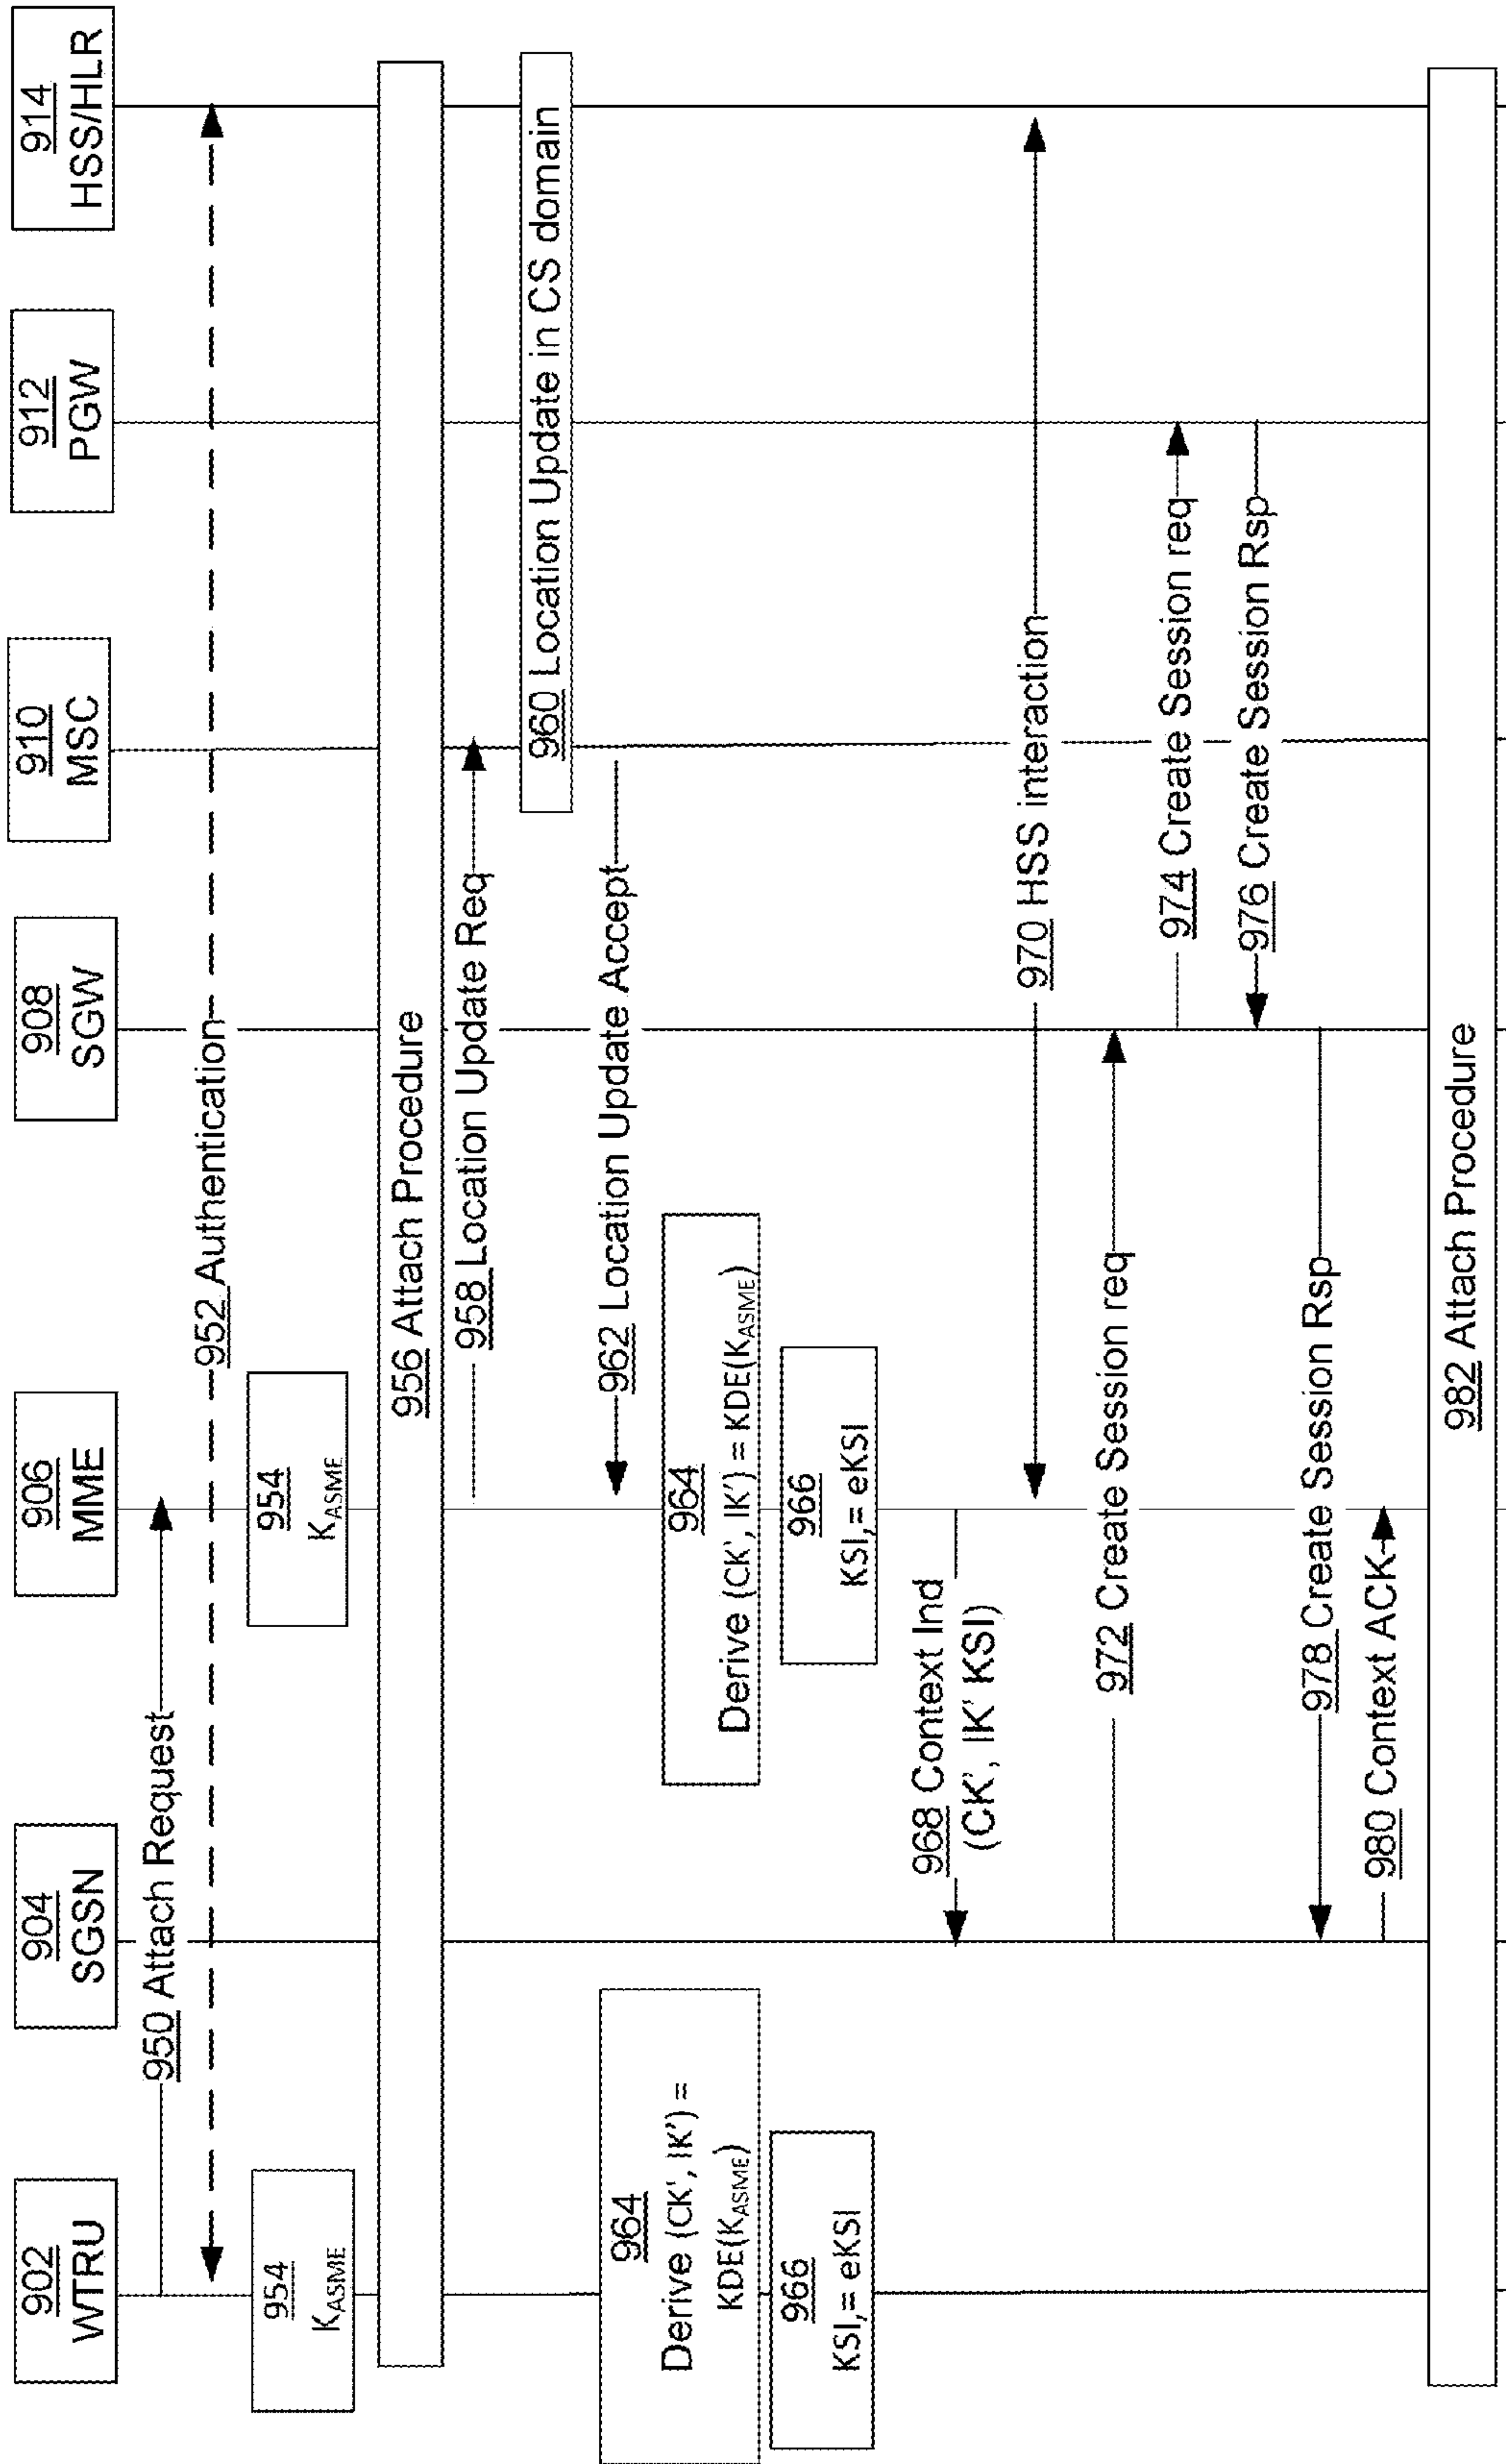 902
WTRU
904
SGSN
906
MME
908
SGW
910
MSC
912
PGW
914
HSS/HLR
950 Attach Request
952 Authentication
954
KASME
954
KASME
956 Attach Procedure
958 Location Update Req
960 Location Update in CS domain
962 Location Update Accept
964
Derive (CK', IK') =
KDE(KASME)
964
Derive (CK', IK') = KDE(KASME)
966
KSI,= eKSI
966
KSI,= eKSI
968 Context Ind
(CK', IK' KSI)
970 HSS interaction
972 Create Session req
974 Create Session req
976 Create Session Rsp
978 Create Session Rsp
980 Context ACK
982 Attach Procedure